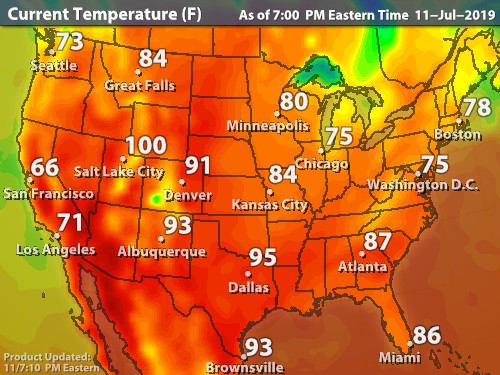 Current Temperature (F) As of 7:00 PM Eastern Time 11-Jul-2019
73
Seattle
84
Great Falls
80
Minneapolis
78
Boston
100
Salt Lake City
75
Chicago
75
Washington D.C.
66
San Francisco
91
Denver
84
Kansas City
71
Los Angeles
93
Albuquerque
87
Atlanta
95
Dallas
86
Miami
93
Brownsville
Product Updated:
11/7:10 PM Eastern